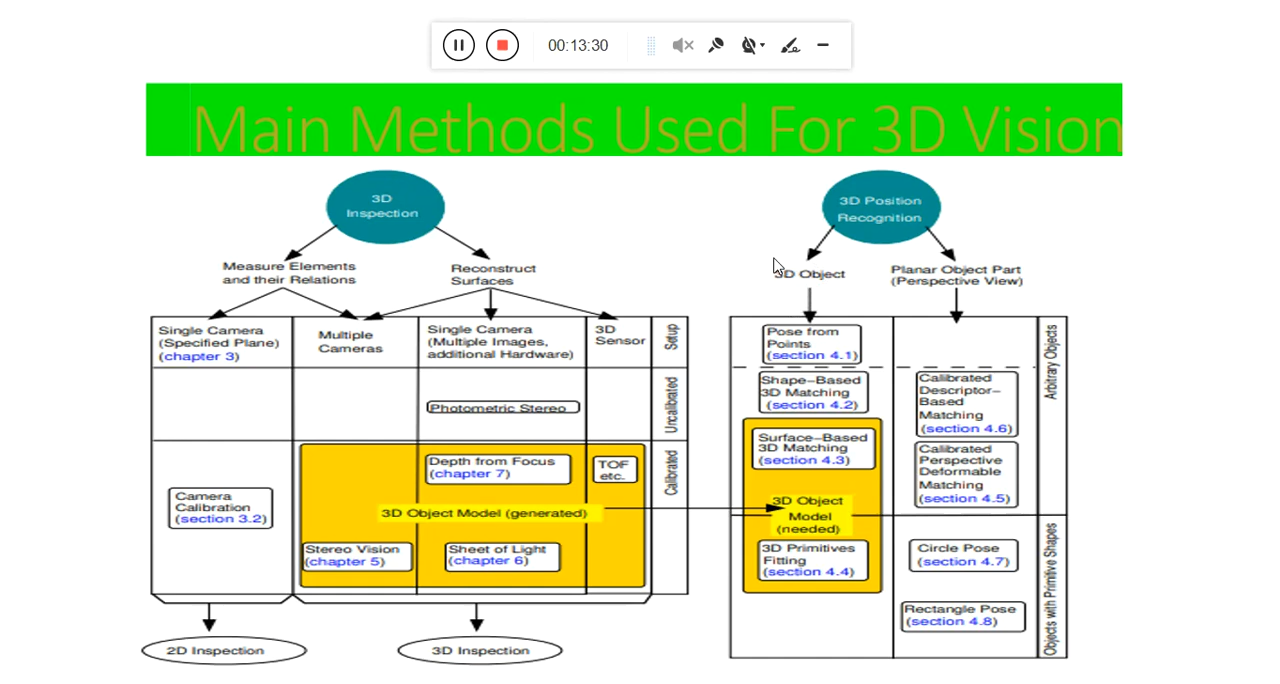 00:13:30
Main Methods Used For 3D Vision
3D
Inspection
Measure Elements
and their Relations
Reconstruct
Surfaces
Single Camera
(Specified Plane)
(chapter 3)
Multiple
Cameras
Single Camera
(Multiple Images,
additional Hardware)
3D
Sensor
Setup
Photometric Stereo
Uncalibrated
Depth from Focus
(chapter 7)
TOF
etc.
Calibrated
Camera
Calibration
(section 3.2)
3D Object Model (generated)
Stereo Vision
(chapter 5)
Sheet of Light
(chapter 6)
2D Inspection
3D Inspection
3D Position
Recognition
3D Object
Planar Object Part
(Perspective View)
Pose from
Points
(section 4.1)
Shape-Based
3D Matching
(section 4.2)
Calibrated
Descriptor-
Based
Matching
(section 4.6)
Arbitrary Objects
Surface-Based
3D Matching
(section 4.3)
Calibrated
Perspective
Deformable
Matching
(section 4.5)
3D Object
Model
(needed)
3D Primitives
Fitting
(section 4.4)
Circle Pose
(section 4.7)
Rectangle Pose
(section 4.8)
Objects with Primitive Shapes